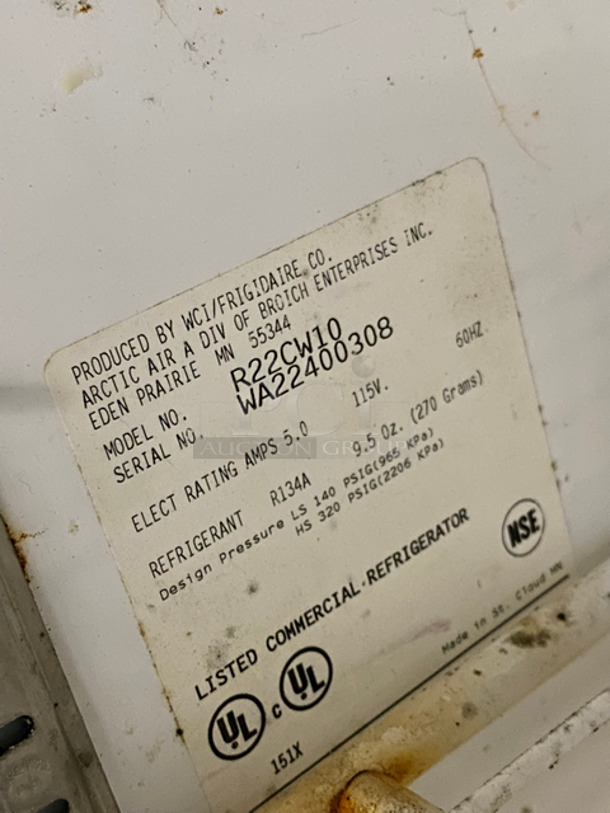 PRODUCED BY WCI/FRIGIDAIRE CO.
ARCTIC AIR A DIV OF BROICH ENTERPRISES INC.
EDEN PRAIRIE MN 55344
MODEL NO. R22CW10
SERIAL NO. WA22400308
ELECT RATING AMPS 5.0 115V. 60HZ
REFRIGERANT R134A 9.5 Oz. (270 Grams)
Design Pressure LS 140 PSIG(965 KPa)
HS 320 PSIG(2206 KPa)
LISTED COMMERCIAL REFRIGERATOR
NSF
UL C UL
Made in St. Cloud MN
151X
PCI
AUCTION GROUP